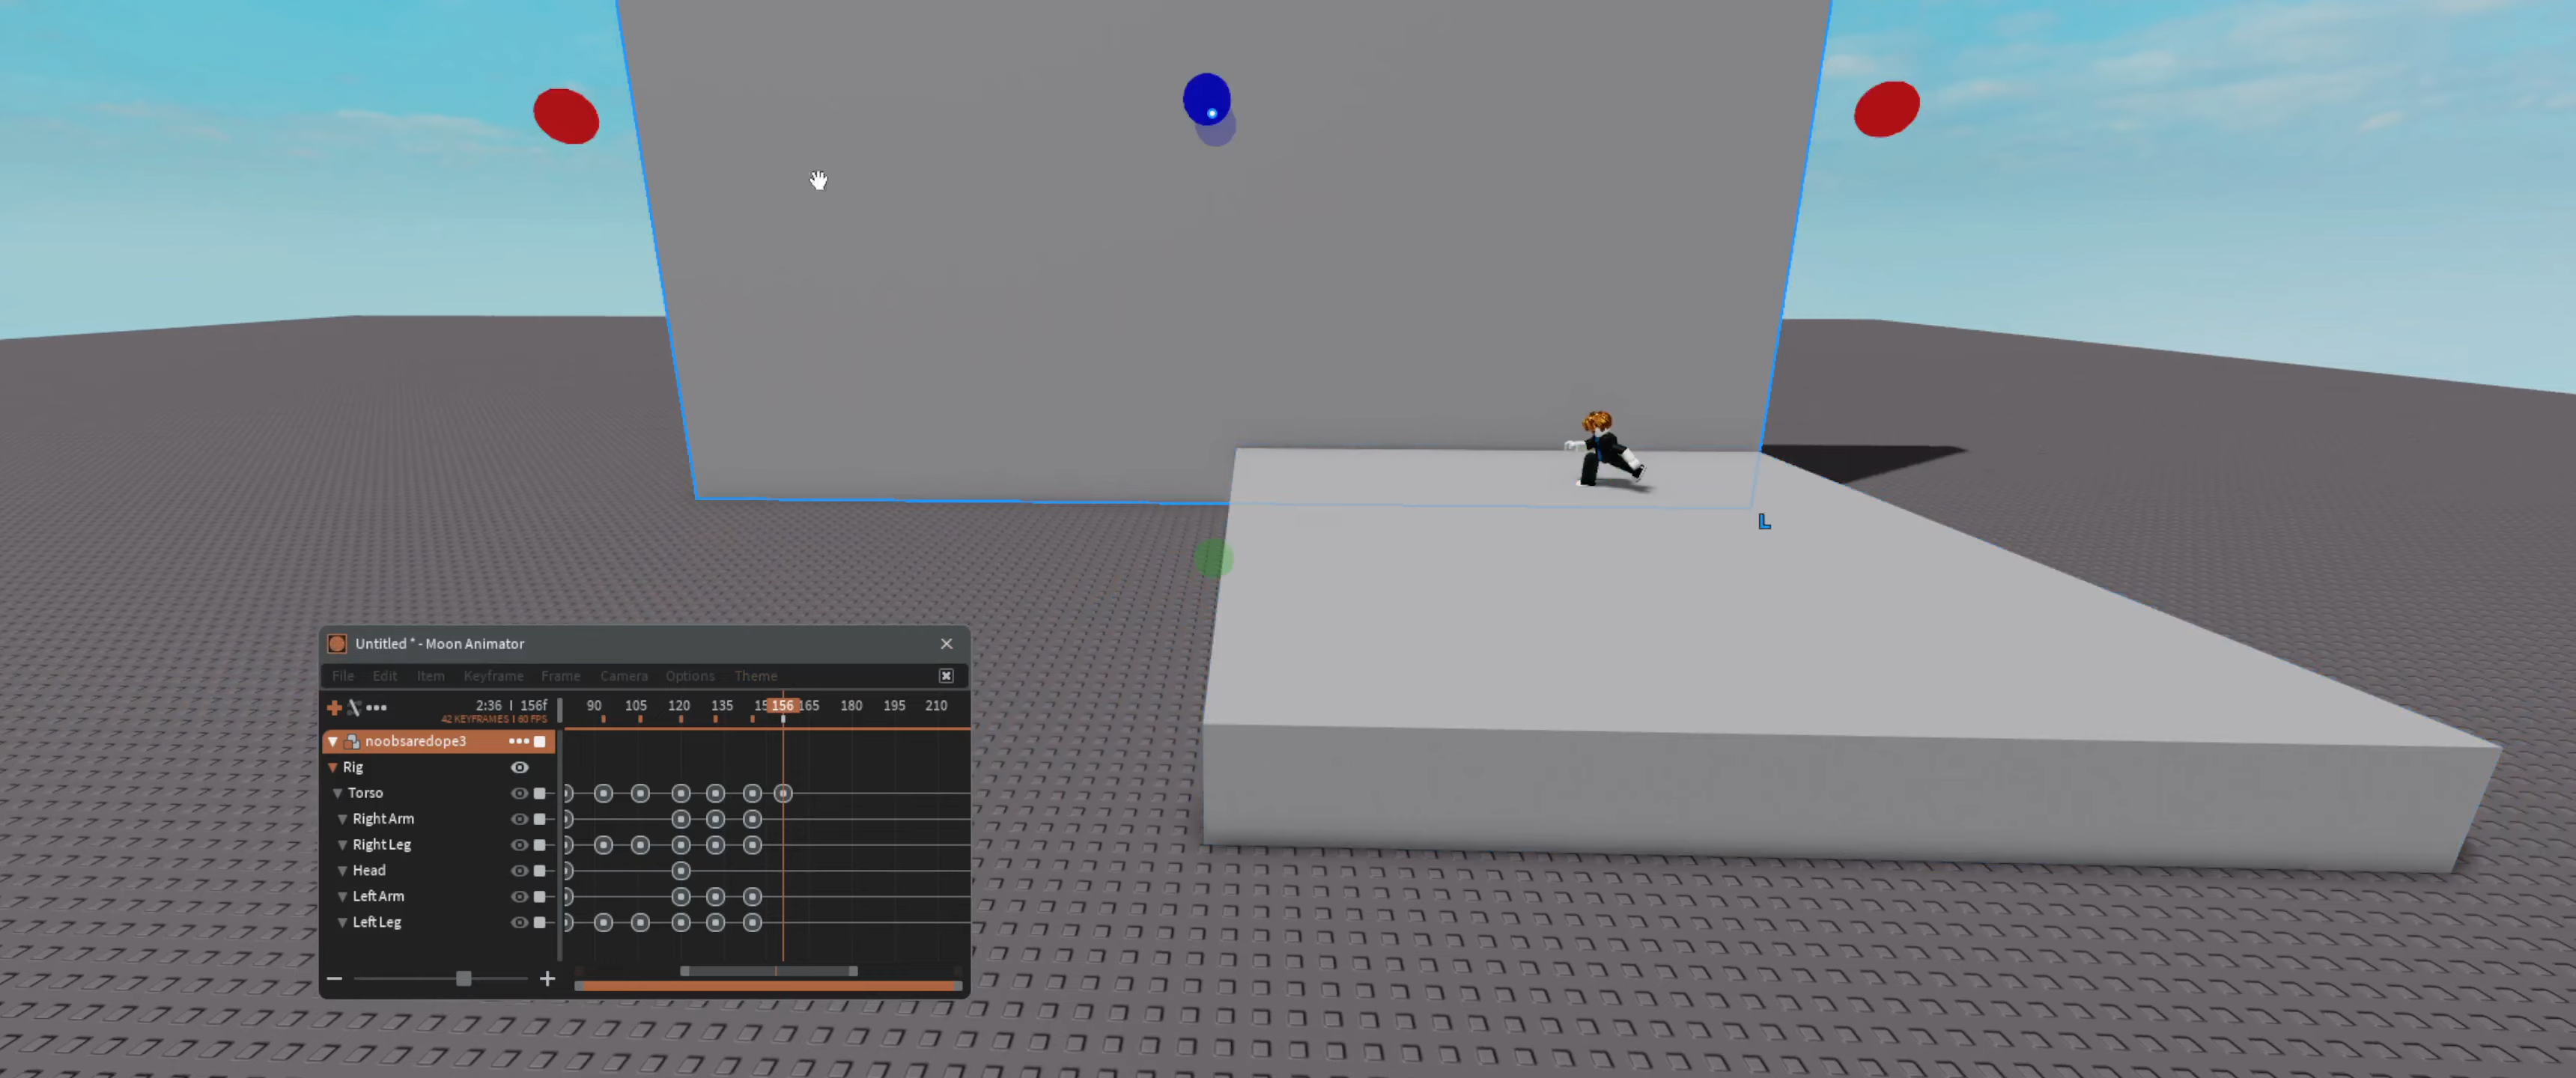 L
Untitled * - Moon Animator
File Edit Item Keyframe Frame Camera Options Theme
2:36 | 156f 90 105 120 135 15 156 165 180 195 210
42 KEYFRAMES | 60 FPS
noobsaredope3
Rig
Torso
Right Arm
Right Leg
Head
Left Arm
Left Leg